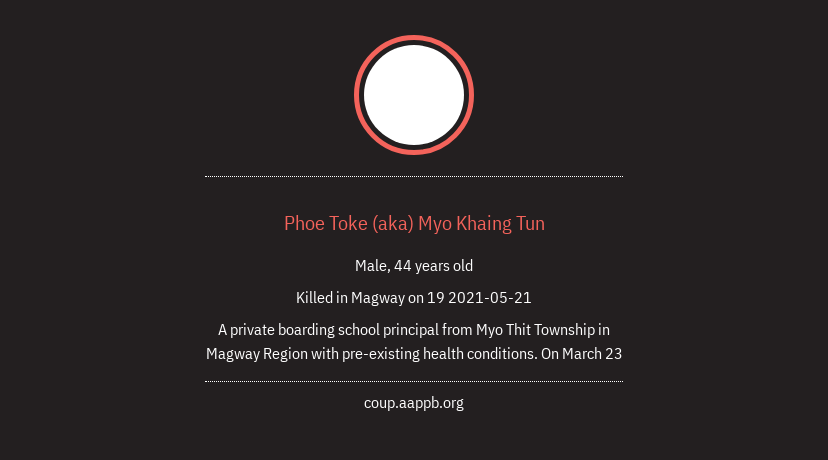 Phoe Toke (aka) Myo Khaing Tun
Male, 44 years old
Killed in Magway on 19 2021-05-21
A private boarding school principal from Myo Thit Township in
Magway Region with pre-existing health conditions. On March 23
coup.aappb.org